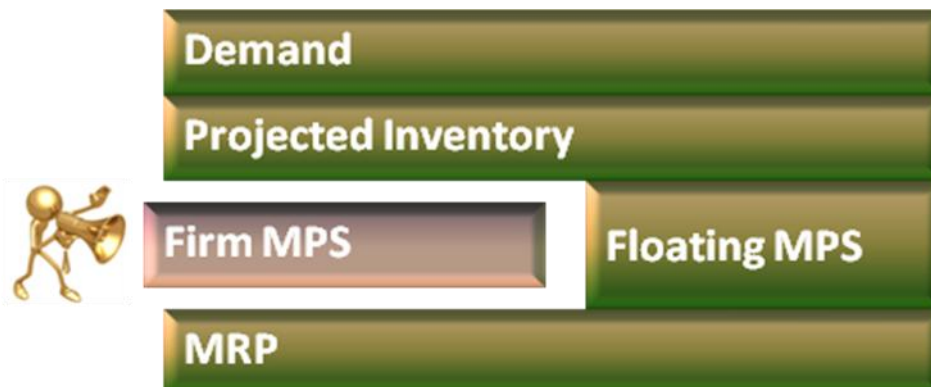 Demand
Projected Inventory
Firm MPS
Floating MPS
MRP